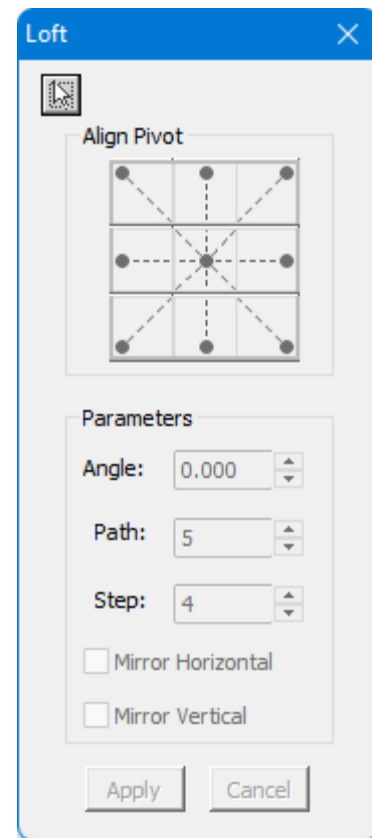 Loft
Align Pivot
Parameters
Angle: 0.000
Path: 5
Step: 4
Mirror Horizontal
Mirror Vertical
Apply Cancel